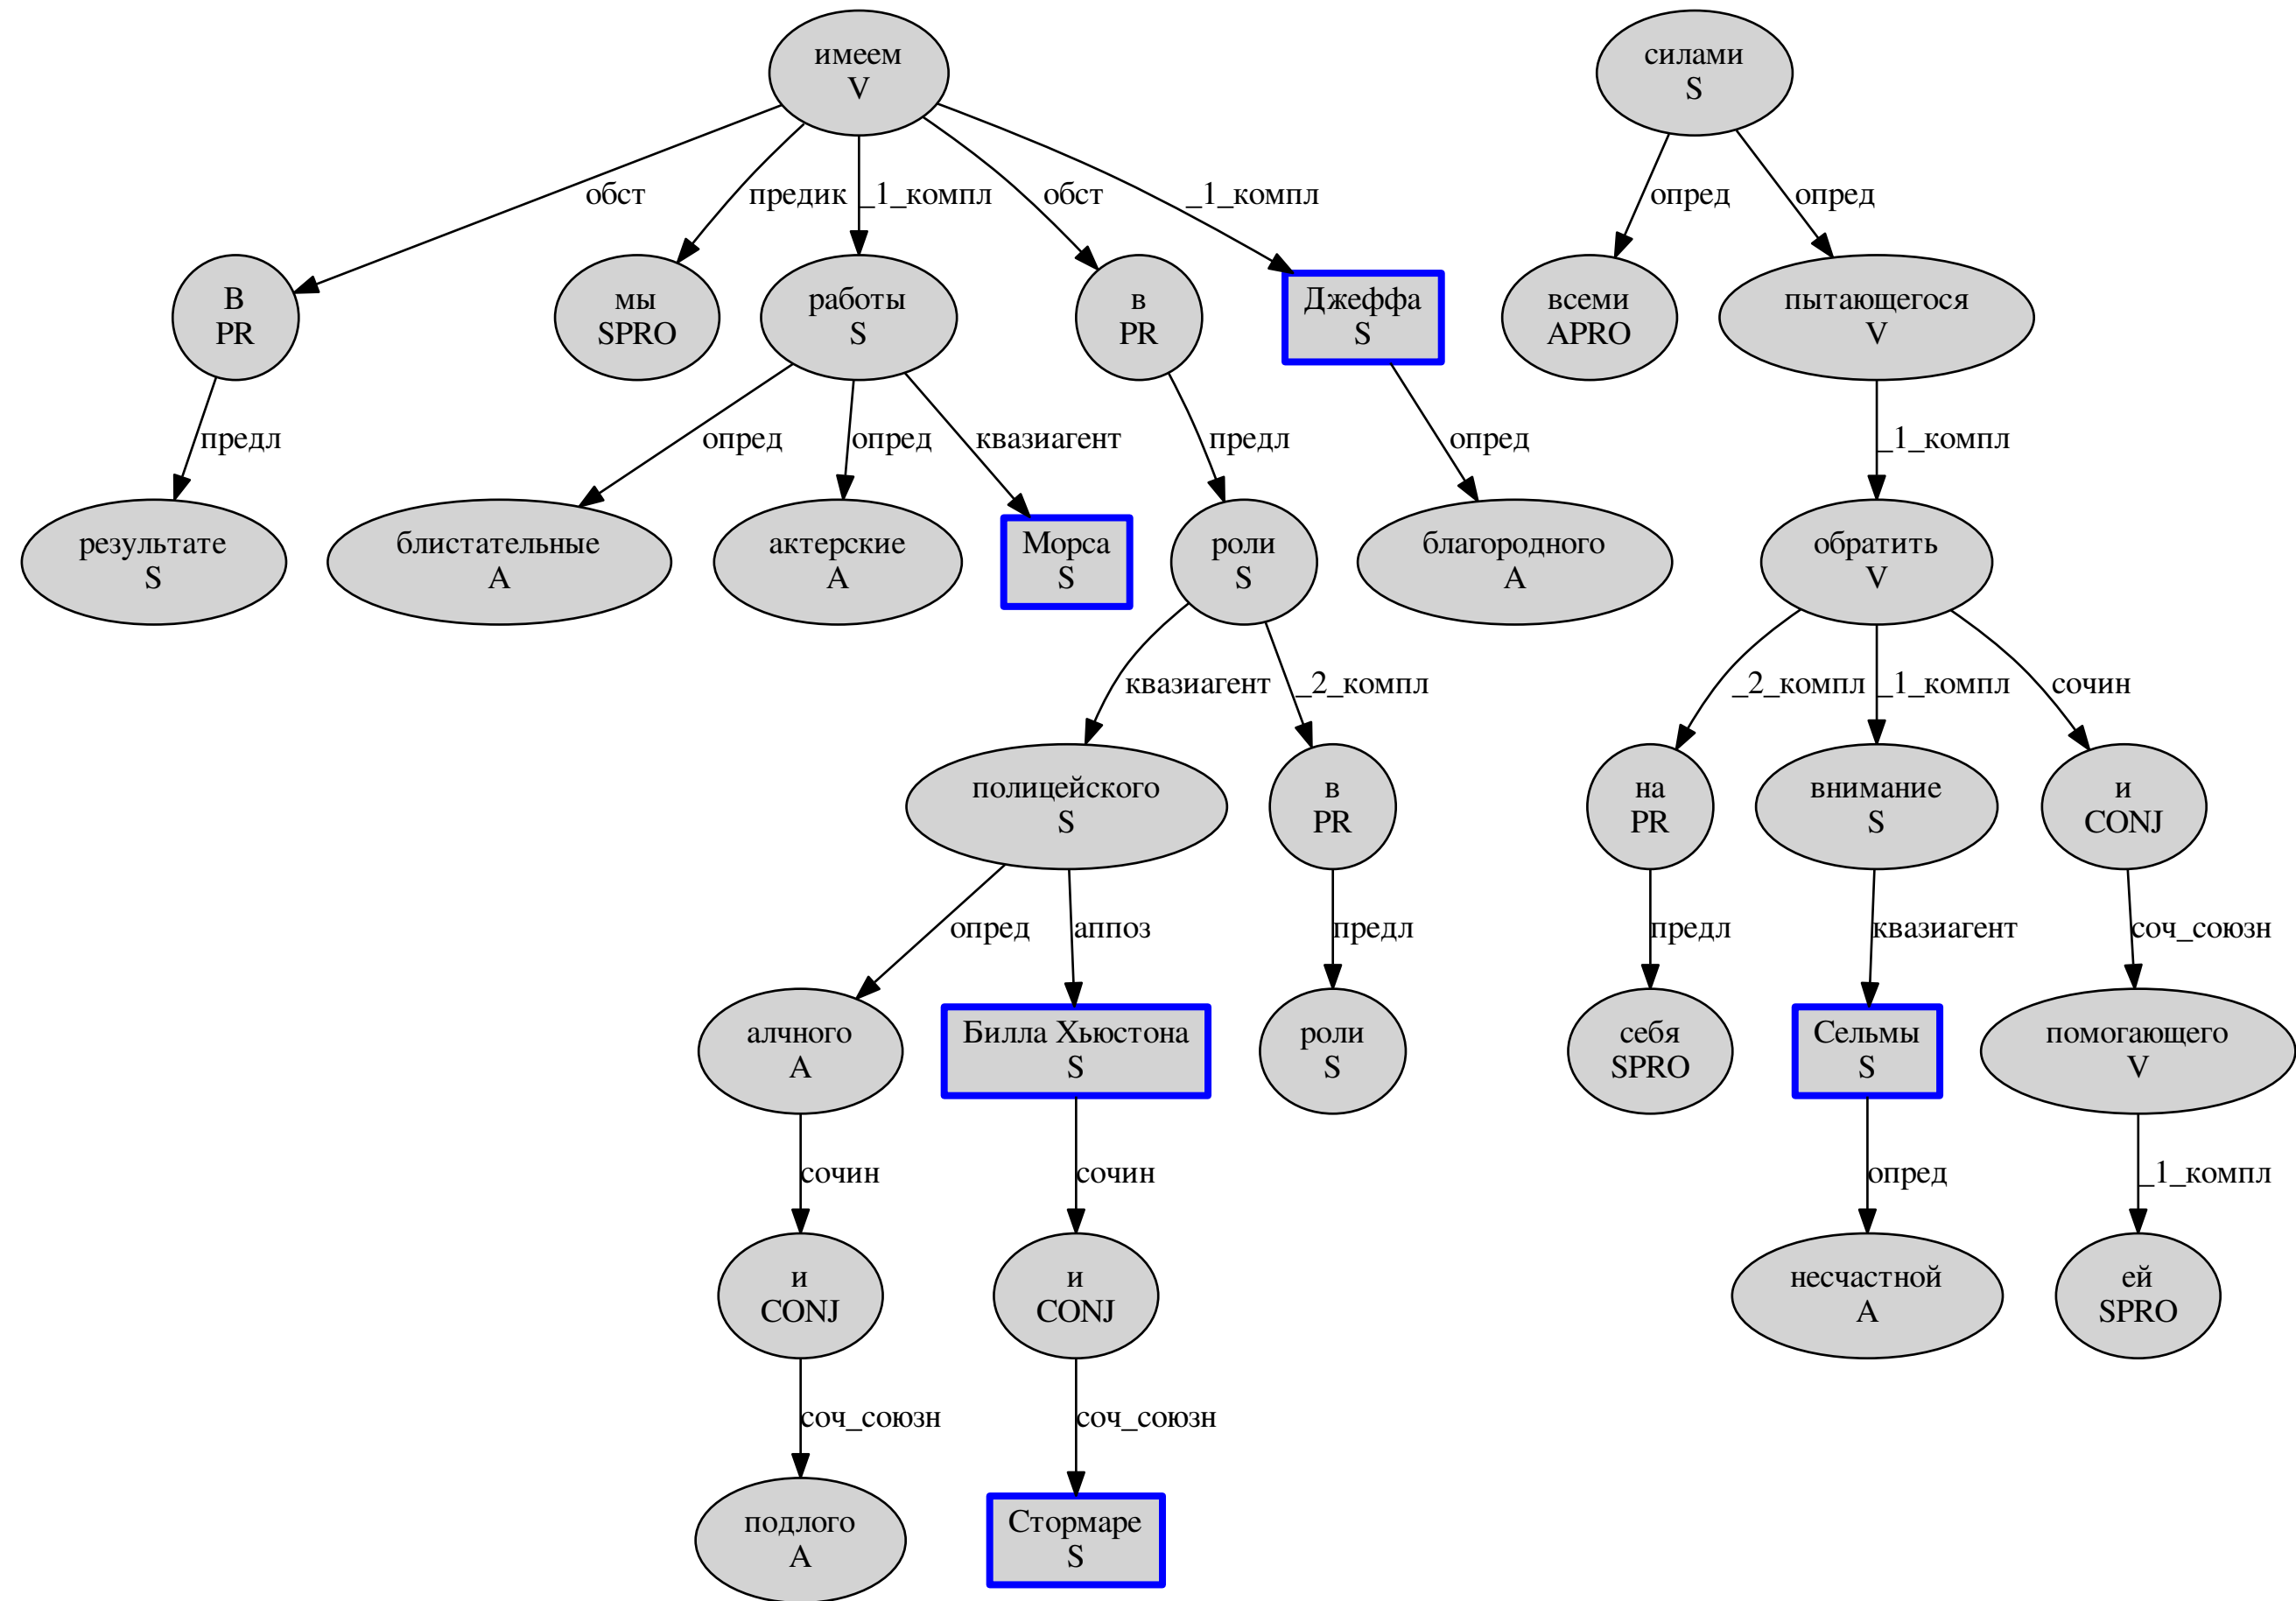 имеем
V
силами
S
обст
предик
_1_компл
обст
_1_компл
опред
опред
В
PR
мы
SPRO
работы
S
в
PR
Джеффа
S
всеми
APRO
пытающегося
V
предл
опред
опред
квазиагент
предл
опред
_1_компл
результате
S
блистательные
A
актерские
A
Морса
S
роли
S
благородного
A
обратить
V
квазиагент
_2_компл
_2_компл
_1_компл
сочин
полицейского
S
в
PR
на
PR
внимание
S
и
CONJ
опред
аппоз
предл
предл
квазиагент
соч_союзн
алчного
A
Билла Хьюстона
S
роли
S
себя
SPRO
Сельмы
S
помогающего
V
сочин
сочин
опред
_1_компл
и
CONJ
и
CONJ
несчастной
A
ей
SPRO
соч_союзн
соч_союзн
подлого
A
Стормаре
S